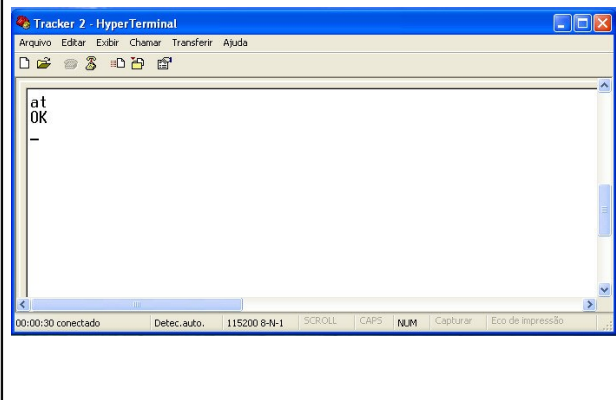 Tracker 2 - HyperTerminal
Arquivo Editar Exibir Chamar Transferir Ajuda
at
OK
_
00:00:30 conectado Detec.auto. 115200 8-N-1 SCROLL CAPS NUM Capturar Eco de impressão